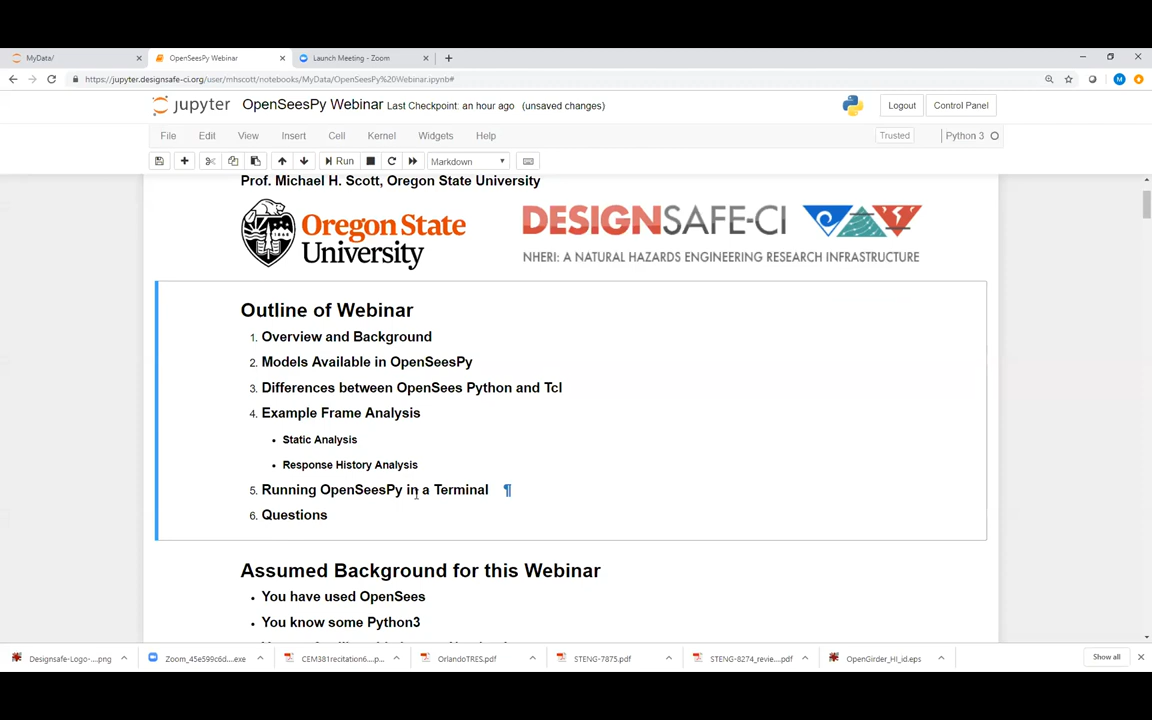 MyData/
OpenSeesPy Webinar
Launch Meeting - Zoom
https://jupyter.designsafe-ci.org/user/mhscott/notebooks/MyData/OpenSeesPy%20Webinar.ipynb#
M
jupyter OpenSeesPy Webinar Last Checkpoint: an hour ago (unsaved changes)
Logout
Control Panel
File Edit View Insert Cell Kernel Widgets Help
Trusted
Python 3
Run
Markdown
Prof. Michael H. Scott, Oregon State University
Oregon State
University
DESIGNSAFE-CI
NHERI: A NATURAL HAZARDS ENGINEERING RESEARCH INFRASTRUCTURE
Outline of Webinar
1. Overview and Background
2. Models Available in OpenSeesPy
3. Differences between OpenSees Python and Tcl
4. Example Frame Analysis
• Static Analysis
• Response History Analysis
5. Running OpenSeesPy in a Terminal ¶
6. Questions
Assumed Background for this Webinar
• You have used OpenSees
• You know some Python3
Designsafe-Logo-....png
Zoom_45e599c6d....exe
CEM381recitation6....p...
OrlandoTRES.pdf
STENG-7875.pdf
STENG-8274_revie...pdf
OpenGirder_HI_id.eps
Show all